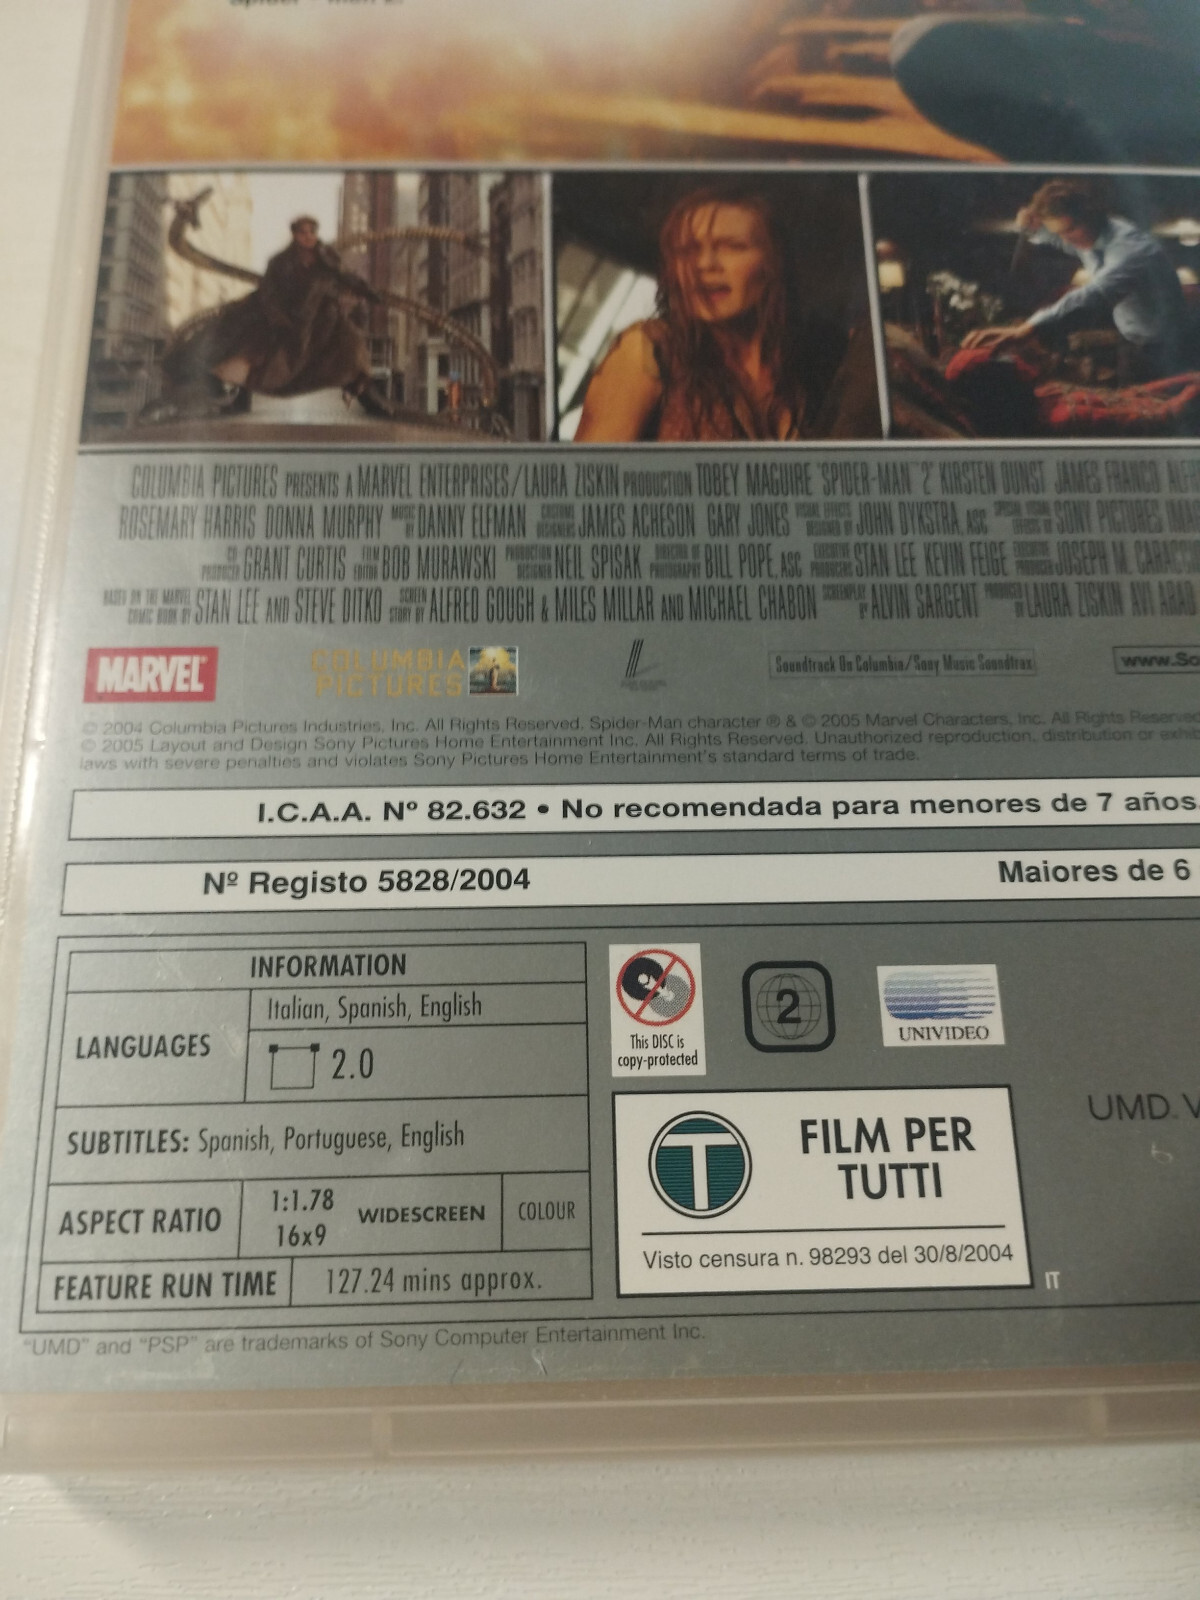 COLUMBIA PICTURES PRESENTS A MARVEL ENTERPRISES/LAURA ZISKIN PRODUCTION TOBEY MAGUIRE "SPIDER-MAN™ 2" KIRSTEN DUNST JAMES FRANCO
ROSEMARY HARRIS DONNA MURPHY MUSIC BY DANNY ELFMAN COSTUME DESIGNERS JAMES ACHESON GARY JONES VISUAL EFFECTS DESIGNED BY JOHN DYKSTRA, ASC SPECIAL VISUAL EFFECTS BY SONY PICTURES
CO PRODUCER GRANT CURTIS FILM EDITOR BOB MURAWSKI PRODUCTION DESIGNER NEIL SPISAK DIRECTOR OF PHOTOGRAPHY BILL POPE, ASC EXECUTIVE PRODUCERS STAN LEE KEVIN FEIGE EXECUTIVE PRODUCER JOSEPH M.
BASED ON THE MARVEL COMIC BOOK BY STAN LEE AND STEVE DITKO SCREEN STORY BY ALFRED GOUGH & MILES MILLAR AND MICHAEL CHABON SCREENPLAY BY ALVIN SARGENT PRODUCED BY LAURA ZISKIN AVI ARAD
MARVEL
COLUMBIA
PICTURES
Soundtrack On Columbia/Sony Music Soundtrax
www.So
© 2004 Columbia Pictures Industries, Inc. All Rights Reserved. Spider-Man character ® & © 2005 Marvel Characters, Inc. All Rights Reserved
© 2005 Layout and Design Sony Pictures Home Entertainment Inc. All Rights Reserved. Unauthorized reproduction, distribution or exhib
laws with severe penalties and violates Sony Pictures Home Entertainment's standard terms of trade.
I.C.A.A. Nº 82.632 • No recomendada para menores de 7 años.
Nº Registo 5828/2004
Maiores de 6
INFORMATION
LANGUAGES
Italian, Spanish, English
2.0
SUBTITLES: Spanish, Portuguese, English
ASPECT RATIO
1:1.78
16x9
WIDESCREEN
COLOUR
FEATURE RUN TIME
127.24 mins approx.
This DISC is
copy-protected
2
UNIVIDEO
T
FILM PER
TUTTI
Visto censura n. 98293 del 30/8/2004
IT
UMD. V
"UMD" and "PSP" are trademarks of Sony Computer Entertainment Inc.